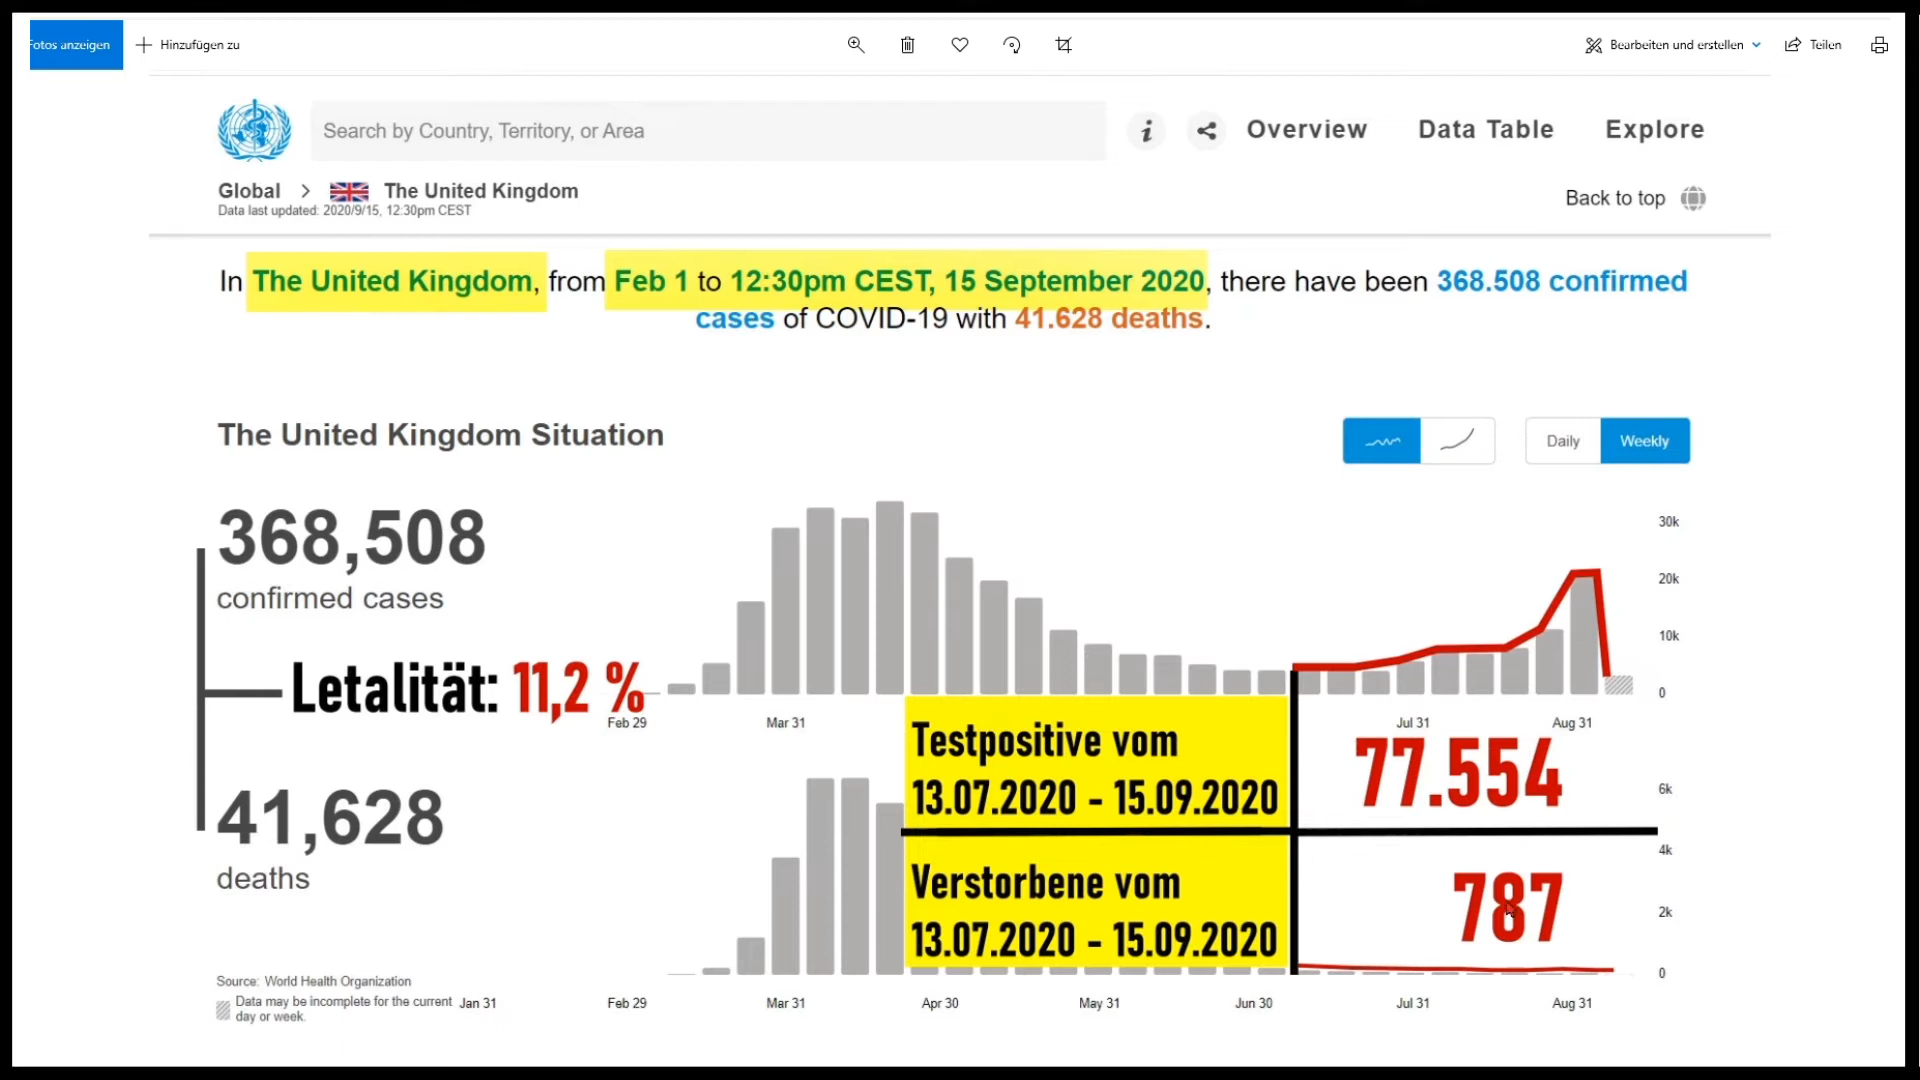 Fotos anzeigen
Hinzufügen zu
Bearbeiten und erstellen
Teilen
Search by Country, Territory, or Area
i
Overview
Data Table
Explore
Global > The United Kingdom
Data last updated: 2020/9/15, 12:30pm CEST
Back to top
In The United Kingdom, from Feb 1 to 12:30pm CEST, 15 September 2020, there have been 368.508 confirmed
cases of COVID-19 with 41.628 deaths.
The United Kingdom Situation
Daily
Weekly
368,508
confirmed cases
Letalität: 11,2 %
41,628
deaths
30k
20k
10k
0
Feb 29
Mar 31
Jul 31
Aug 31
Testpositive vom
13.07.2020 - 15.09.2020
77.554
Verstorbene vom
13.07.2020 - 15.09.2020
787
6k
4k
2k
0
Source: World Health Organization
Data may be incomplete for the current
day or week.
Jan 31
Feb 29
Mar 31
Apr 30
May 31
Jun 30
Jul 31
Aug 31